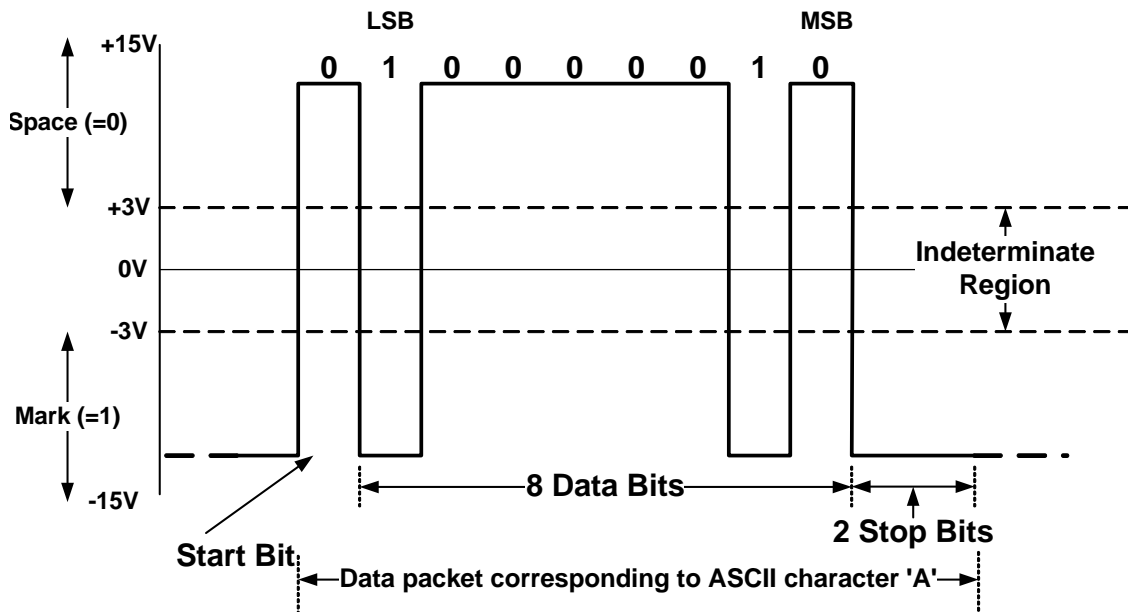 LSB MSB
+15V
0 1 0 0 0 0 0 1 0
Space (=0)
+3V
0V
Indeterminate
Region
-3V
Mark (=1)
-15V
8 Data Bits
2 Stop Bits
Start Bit
Data packet corresponding to ASCII character 'A'